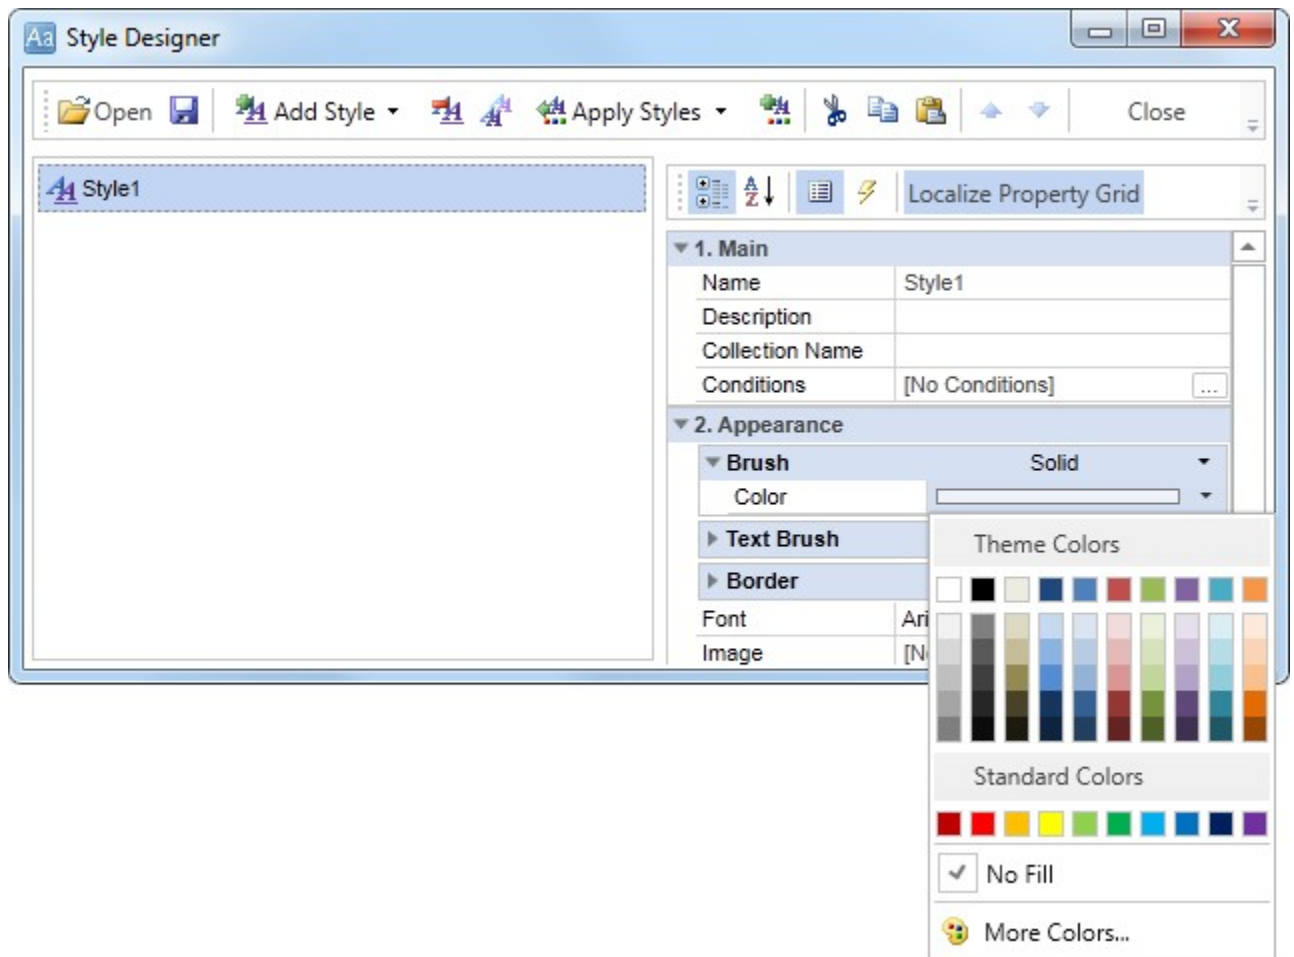 Aa Style Designer
Open Add Style Apply Styles Close
Style1
Localize Property Grid
1. Main
Name Style1
Description
Collection Name
Conditions [No Conditions] ...
2. Appearance
Brush Solid
Color
Text Brush
Border
Font Ari
Image [N
Theme Colors
Standard Colors
No Fill
More Colors...